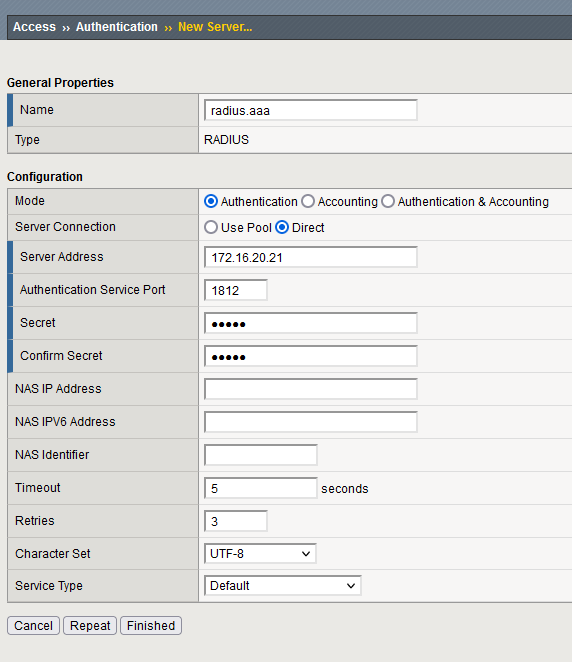 Access ›› Authentication ›› New Server...
General Properties
Name radius.aaa
Type RADIUS
Configuration
Mode Authentication Accounting Authentication & Accounting
Server Connection Use Pool Direct
Server Address 172.16.20.21
Authentication Service Port 1812
Secret •••••
Confirm Secret •••••
NAS IP Address
NAS IPV6 Address
NAS Identifier
Timeout 5 seconds
Retries 3
Character Set UTF-8
Service Type Default
Cancel Repeat Finished